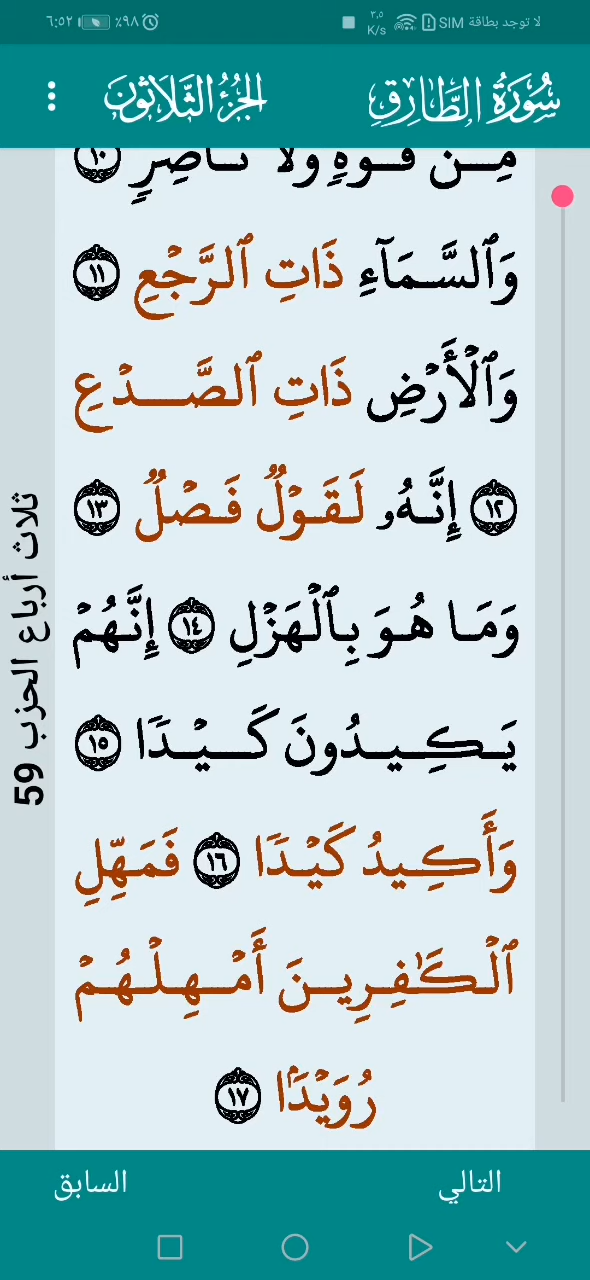 لا توجد بطاقة SIM ٣,٥ K/s ٩٨٪ ٦:٥٢
سُورَةُ الطَّارِقِ الجُزْءُ الثَّلَاثُونَ
مِن قُوَّةٖ وَلَا نَاصِرٖ ١٠
وَٱلسَّمَآءِ ذَاتِ ٱلرَّجۡعِ ١١
وَٱلۡأَرۡضِ ذَاتِ ٱلصَّدۡعِ
١٢ إِنَّهُۥ لَقَوۡلٞ فَصۡلٞ ١٣
وَمَا هُوَ بِٱلۡهَزۡلِ ١٤ إِنَّهُمۡ
يَكِيدُونَ كَيۡدٗا ١٥
وَأَكِيدُ كَيۡدٗا ١٦ فَمَهِّلِ
ٱلۡكَٰفِرِينَ أَمۡهِلۡهُمۡ
رُوَيۡدَۢا ١٧
ثلاث أرباع الحزب 59
التالي السابق